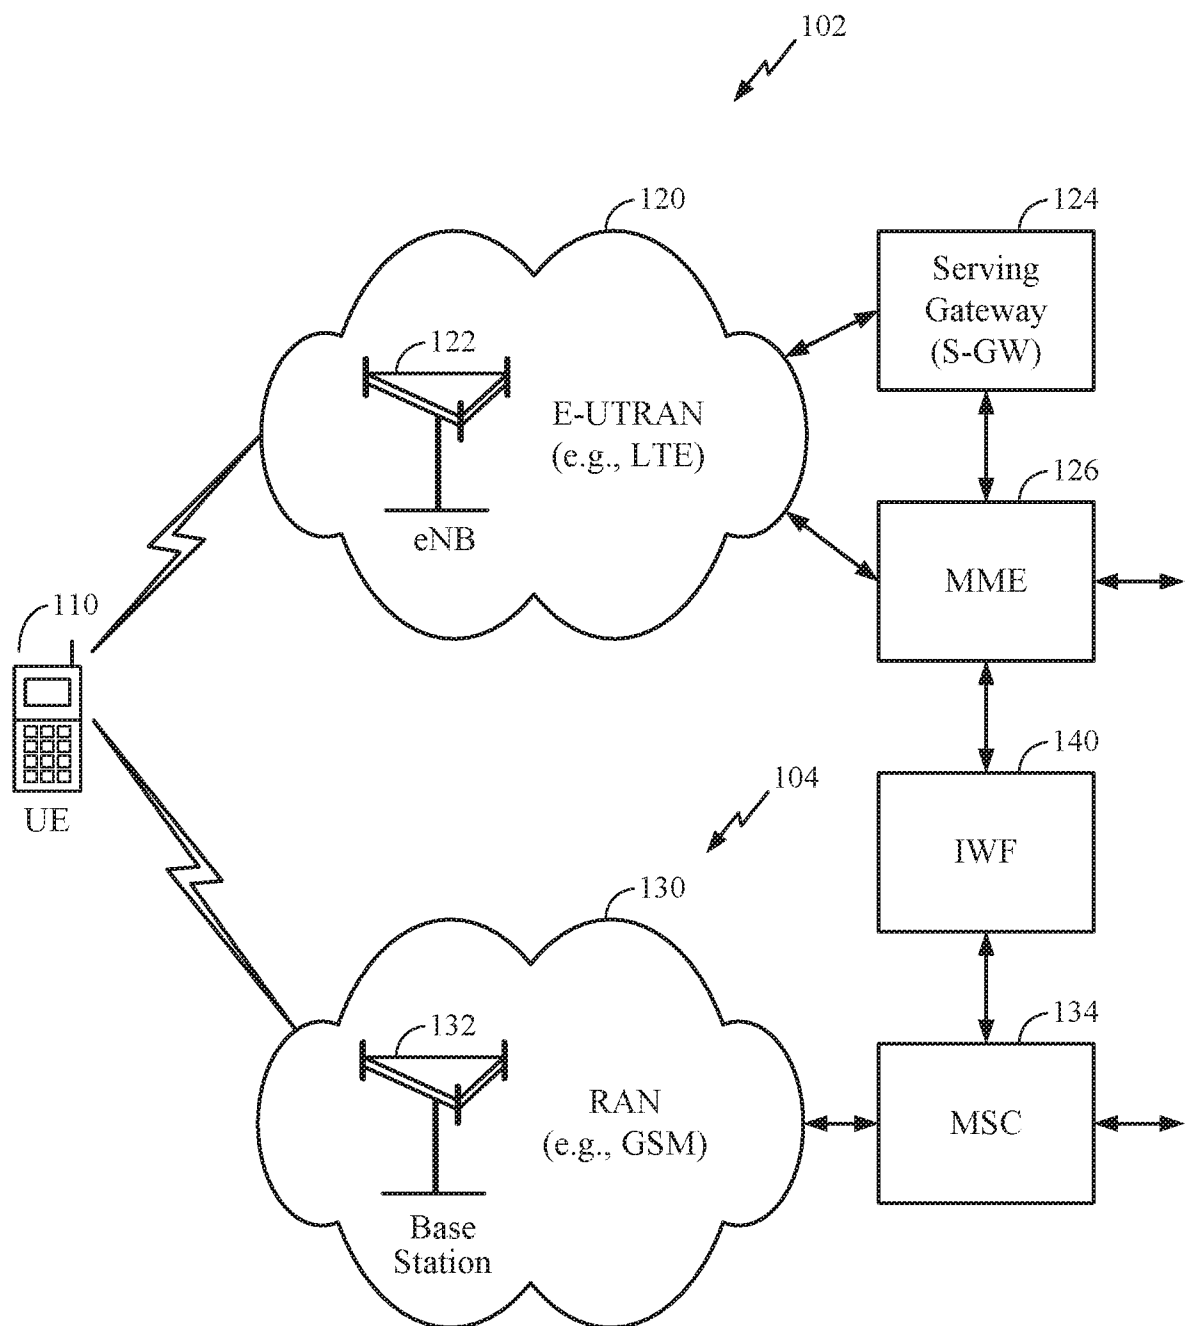 102
120
124
Serving
Gateway
(S-GW)
122
E-UTRAN
(e.g., LTE)
eNB
126
MME
110
UE
140
IWF
104
130
132
RAN
(e.g., GSM)
Base
Station
134
MSC